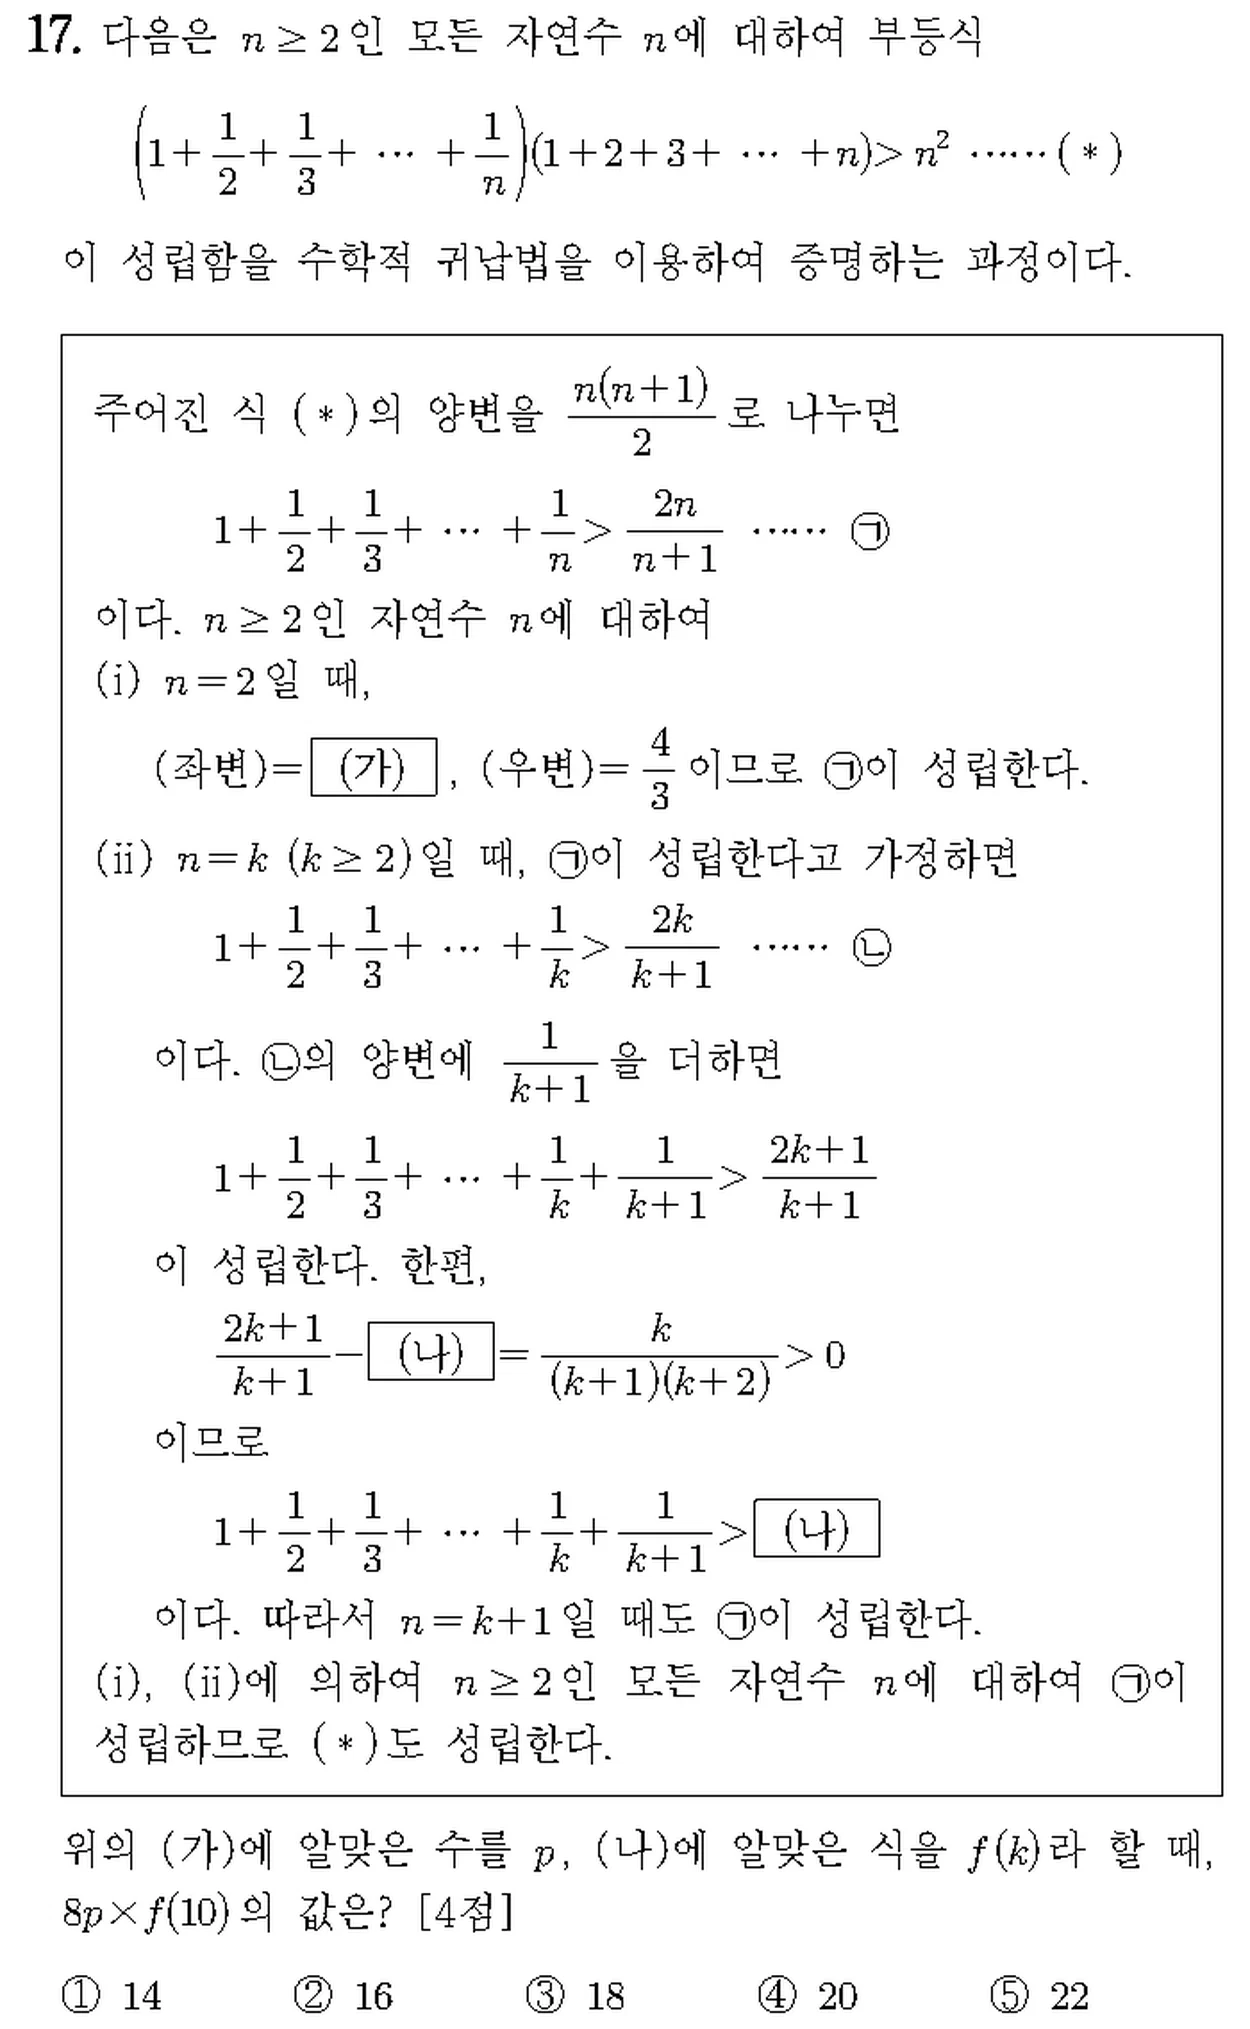 17. 다음은 n ≥ 2인 모든 자연수 n에 대하여 부등식
(1 + 1/2 + 1/3 + ⋯ + 1/n)(1+2+3+ ⋯ +n) > n² ⋯⋯ (*)
이 성립함을 수학적 귀납법을 이용하여 증명하는 과정이다.
주어진 식 (*)의 양변을 n(n+1)/2 로 나누면
1 + 1/2 + 1/3 + ⋯ + 1/n > 2n/(n+1) ⋯⋯ ㉠
이다. n ≥ 2인 자연수 n에 대하여
(ⅰ) n = 2일 때,
(좌변)= (가) , (우변)= 4/3 이므로 ㉠이 성립한다.
(ⅱ) n = k (k ≥ 2)일 때, ㉠이 성립한다고 가정하면
1 + 1/2 + 1/3 + ⋯ + 1/k > 2k/(k+1) ⋯⋯ ㉡
이다. ㉡의 양변에 1/(k+1) 을 더하면
1 + 1/2 + 1/3 + ⋯ + 1/k + 1/(k+1) > (2k+1)/(k+1)
이 성립한다. 한편,
(2k+1)/(k+1) − (나) = k/((k+1)(k+2)) > 0
이므로
1 + 1/2 + 1/3 + ⋯ + 1/k + 1/(k+1) > (나)
이다. 따라서 n = k+1일 때도 ㉠이 성립한다.
(ⅰ), (ⅱ)에 의하여 n ≥ 2인 모든 자연수 n에 대하여 ㉠이
성립하므로 (*)도 성립한다.
위의 (가)에 알맞은 수를 p, (나)에 알맞은 식을 f(k)라 할 때,
8p×f(10)의 값은? [4점]
① 14 ② 16 ③ 18 ④ 20 ⑤ 22